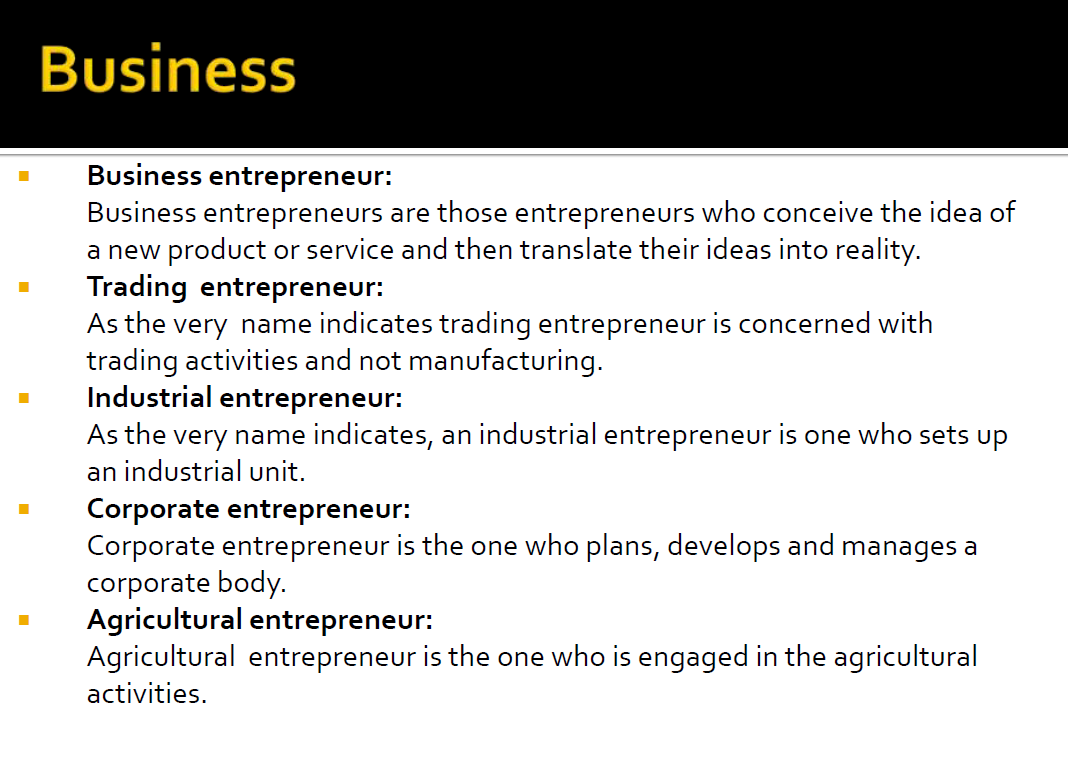 Business
Business entrepreneur:
Business entrepreneurs are those entrepreneurs who conceive the idea of
a new product or service and then translate their ideas into reality.
Trading  entrepreneur:
As the very  name indicates trading entrepreneur is concerned with
trading activities and not manufacturing.
Industrial entrepreneur:
As the very name indicates, an industrial entrepreneur is one who sets up
an industrial unit.
Corporate entrepreneur:
Corporate entrepreneur is the one who plans, develops and manages a
corporate body.
Agricultural entrepreneur:
Agricultural  entrepreneur is the one who is engaged in the agricultural
activities.